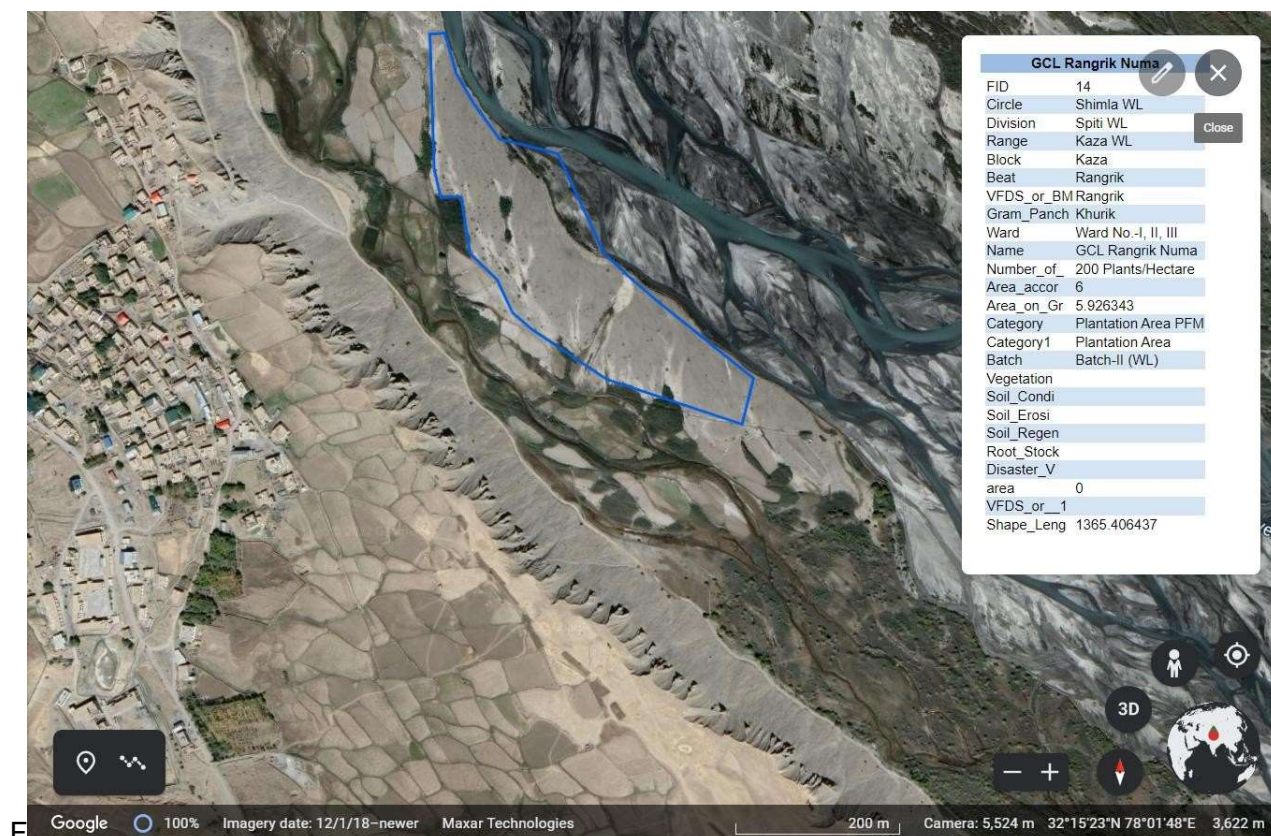 GCL Rangrik Numa
FID 14
Circle Shimla WL
Division Spiti WL
Close
Range Kaza WL
Block Kaza
Beat Rangrik
VFDS_or_BM Rangrik
Gram_Panch Khurik
Ward Ward No.-I, II, III
Name GCL Rangrik Numa
Number_of_ 200 Plants/Hectare
Area_accor 6
Area_on_Gr 5.926343
Category Plantation Area PFM
Category1 Plantation Area
Batch Batch-II (WL)
Vegetation
Soil_Condi
Soil_Erosi
Soil_Regen
Root_Stock
Disaster_V
area 0
VFDS_or__1
Shape_Leng 1365.406437
3D
Google 100% Imagery date: 12/1/18–newer Maxar Technologies 200 m Camera: 5,524 m 32°15'23"N 78°01'48"E 3,622 m